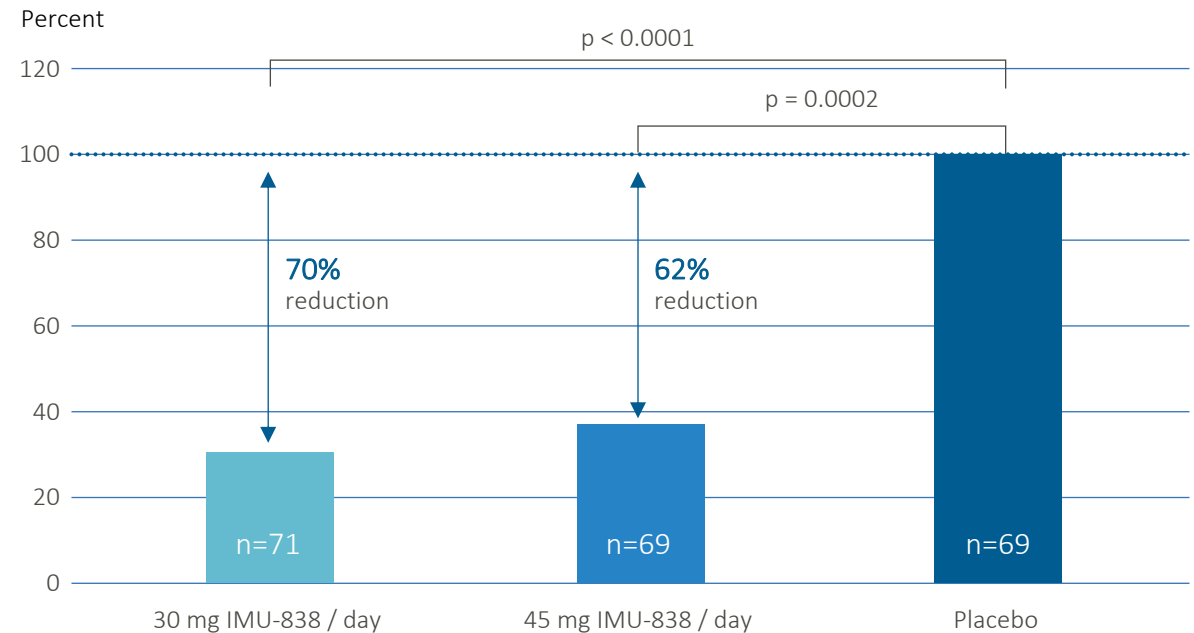 Percent
p < 0.0001
120
p = 0.0002
100
80
70%
reduction
62%
reduction
60
40
20
n=71
n=69
n=69
0
30 mg IMU-838 / day
45 mg IMU-838 / day
Placebo